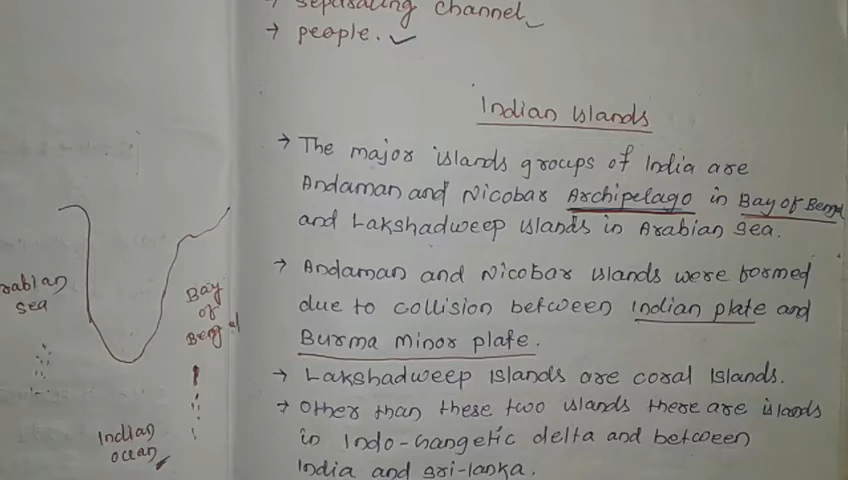 → separating channel
→ people.
Indian Islands
→ The major islands groups of India are
Andaman and Nicobar Archipelago in Bay of Bengal
and Lakshadweep islands in Arabian sea.
→ Andaman and Nicobar islands were formed
due to collision between Indian plate and
Burma minor plate.
→ Lakshadweep Islands are coral Islands.
→ Other than these two islands there are islands
in Indo-Gangetic delta and between
India and Sri-lanka.
rabian
sea
Bay
of
Bengal
Indian
ocean